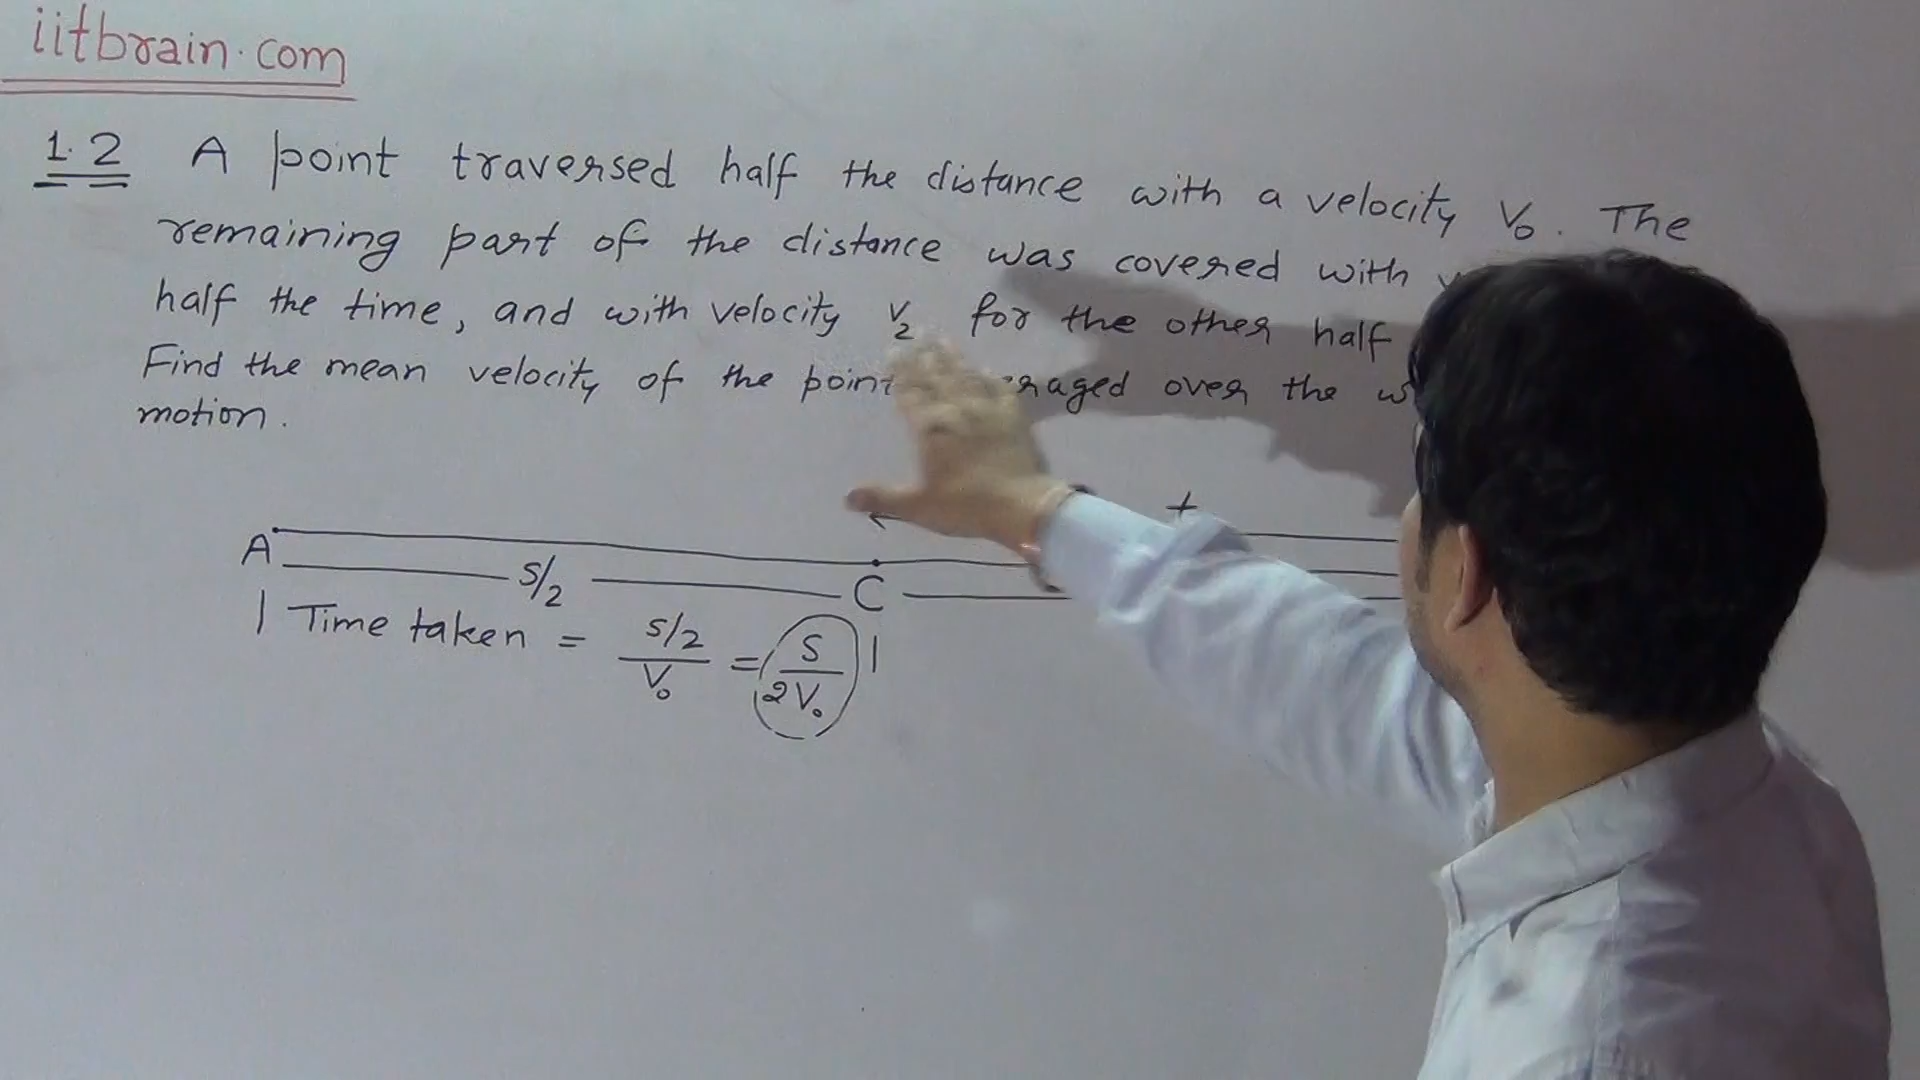 iitbrain.com
1.2 A point traversed half the distance with a velocity V₀. The
remaining part of the distance was covered with
half the time, and with velocity V₂ for the other half
Find the mean velocity of the point over the
motion.
t
A S/2 C
| Time taken = S/2 / V₀ = S / 2V₀ |